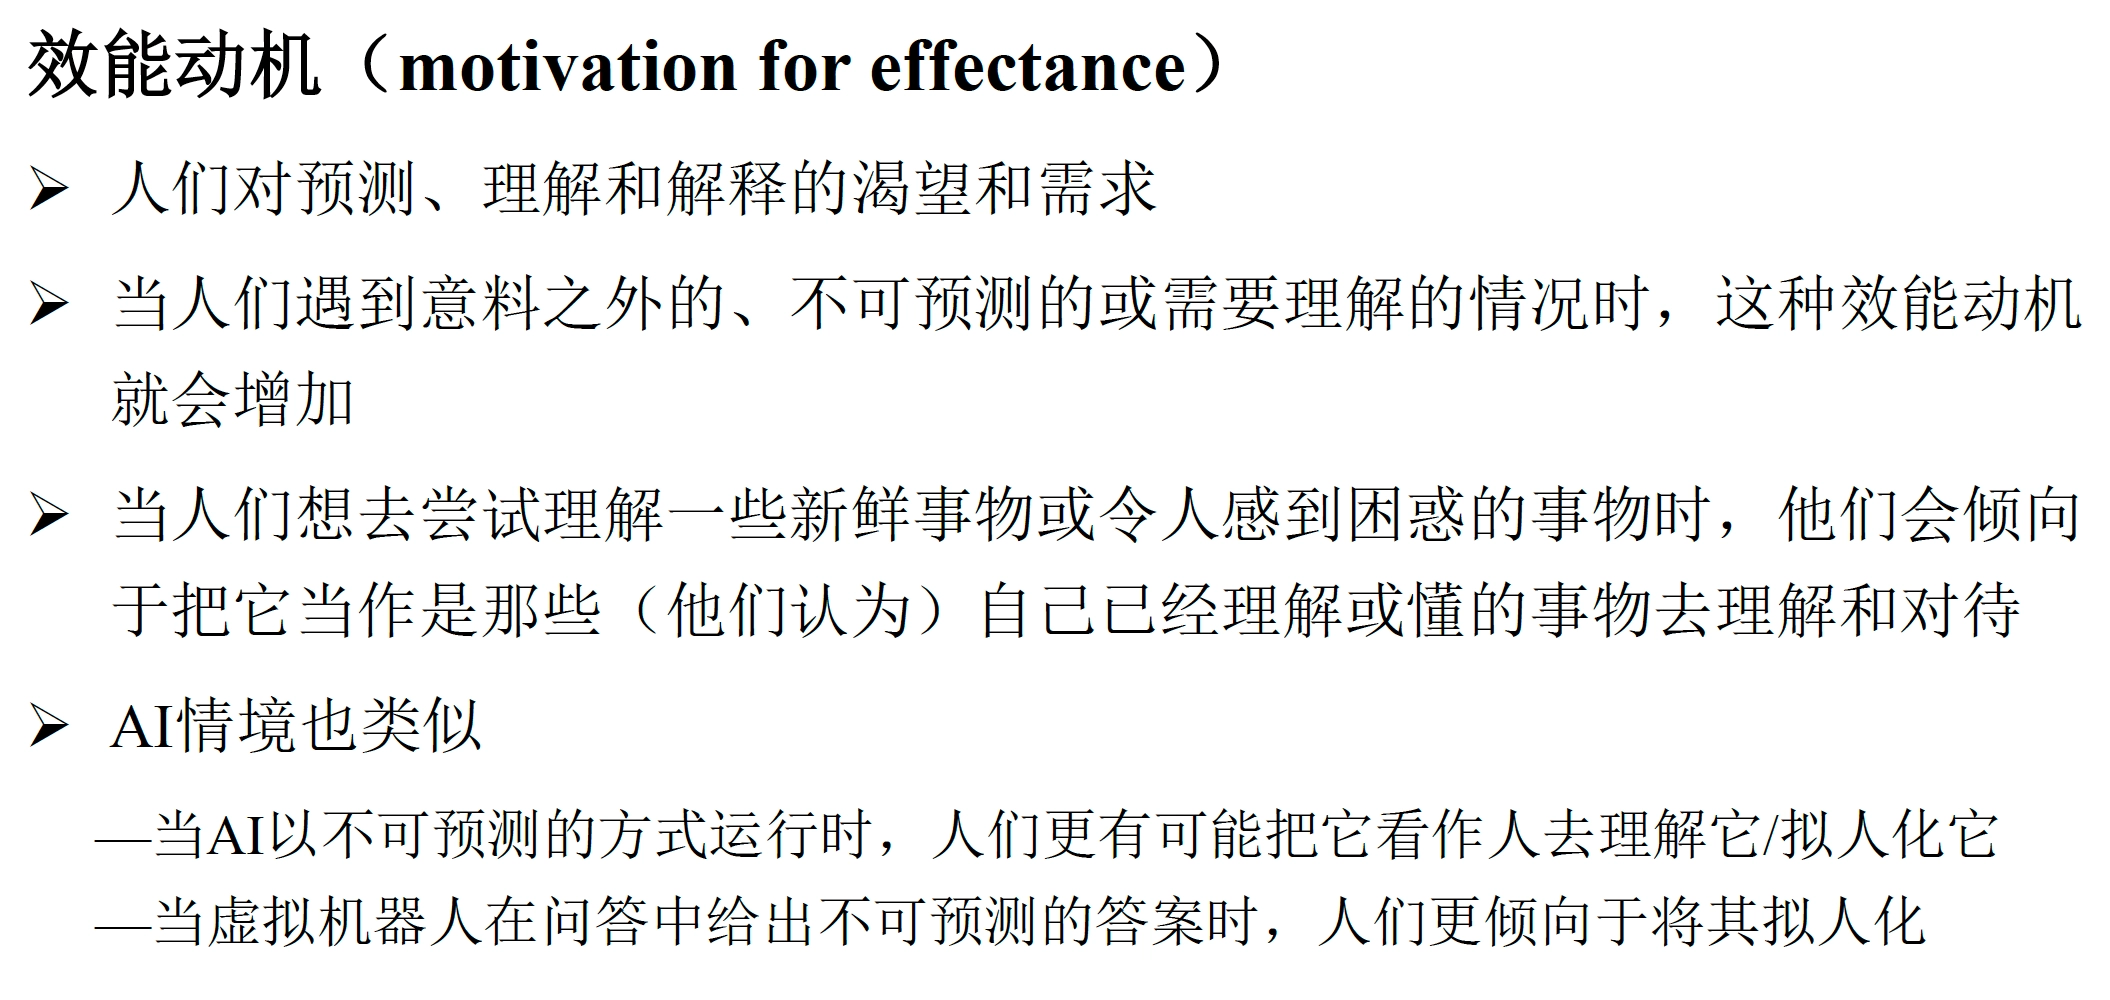 效能动机（motivation for effectance）
➢ 人们对预测、理解和解释的渴望和需求
➢ 当人们遇到意料之外的、不可预测的或需要理解的情况时，这种效能动机
就会增加
➢ 当人们想去尝试理解一些新鲜事物或令人感到困惑的事物时，他们会倾向
于把它当作是那些（他们认为）自己已经理解或懂的事物去理解和对待
➢ AI情境也类似
—当AI以不可预测的方式运行时，人们更有可能把它看作人去理解它/拟人化它
—当虚拟机器人在问答中给出不可预测的答案时，人们更倾向于将其拟人化